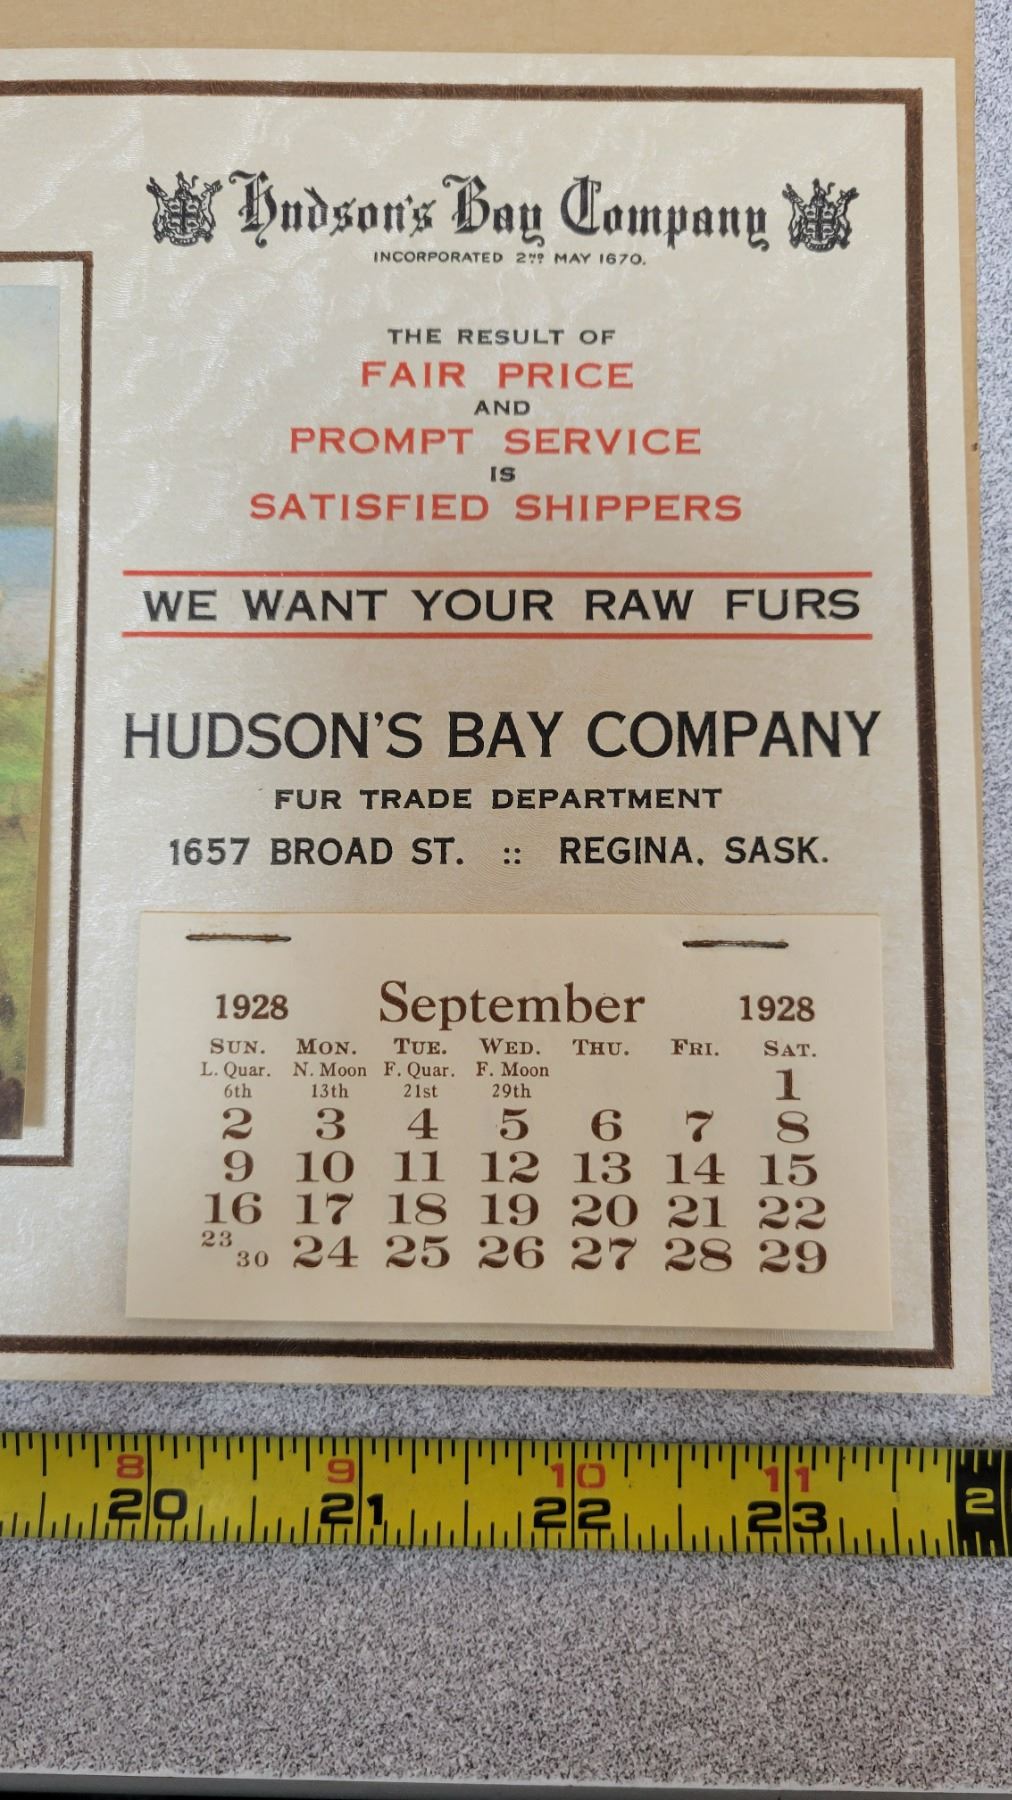 Hudson's Bay Company
INCORPORATED 2ND MAY 1670.
THE RESULT OF
FAIR PRICE
AND
PROMPT SERVICE
IS
SATISFIED SHIPPERS
WE WANT YOUR RAW FURS
HUDSON'S BAY COMPANY
FUR TRADE DEPARTMENT
1657 BROAD ST. :: REGINA, SASK.
1928 September 1928
SUN. MON. TUE. WED. THU. FRI. SAT.
L. Quar. N. Moon F. Quar. F. Moon
6th 13th 21st 29th 1
2 3 4 5 6 7 8
9 10 11 12 13 14 15
16 17 18 19 20 21 22
23 30 24 25 26 27 28 29
8 9 10 11
20 21 22 23 2